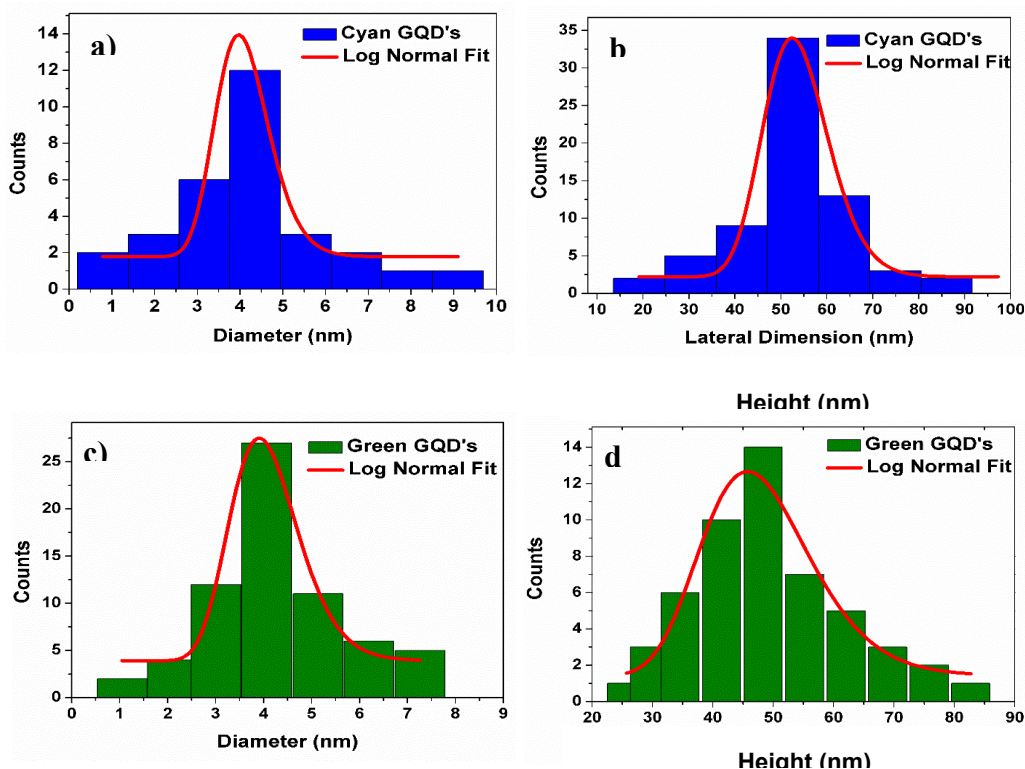 a)
Cyan GQD's
Log Normal Fit
14
12
10
8
6
4
2
0
Counts
0 1 2 3 4 5 6 7 8 9 10
Diameter (nm)
b
Cyan GQD's
Log Normal Fit
35
30
25
20
15
10
5
0
Counts
10 20 30 40 50 60 70 80 90 100
Lateral Dimension (nm)
Height (nm)
c)
Green GQD's
Log Normal Fit
25
20
15
10
5
0
Counts
0 1 2 3 4 5 6 7 8 9
Diameter (nm)
d
Green GQD's
Log Normal Fit
14
12
10
8
6
4
2
0
Counts
20 30 40 50 60 70 80 90
Height (nm)